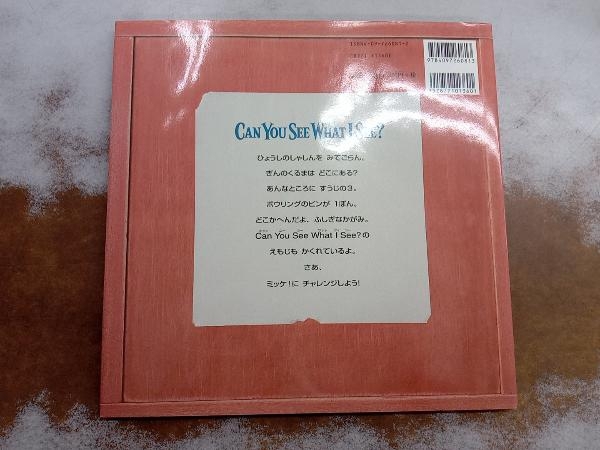 ISBN4-09-726081-2
9784097260813
CAN YOU SEE WHAT I SEE?
ひょうしのしゃしんを みてごらん。
ぎんのくるまは どこにある?
あんなところに すうじの3。
ボウリングのピンが 1ぽん。
どこかへんだよ、ふしぎなかがみ。
Can You See What I See?の
えもじも かくれているよ。
さあ、
ミッケ!に チャレンジしよう!